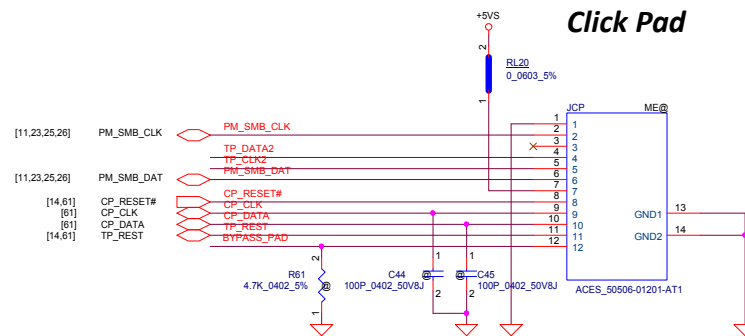 Click Pad
+5VS
2
RL20
0_0603_5%
1
JCP
ME@
[11,23,25,26] PM_SMB_CLK
PM_SMB_CLK
TP_DATA2
TP_CLK2
[11,23,25,26] PM_SMB_DAT
PM_SMB_DAT
[14,61] CP_RESET#
CP_RESET#
[61] CP_CLK
CP_CLK
[61] CP_DATA
CP_DATA
[14,61] TP_REST
TP_REST
BYPASS_PAD
1 1
2 2
3 3
4 4
5 5
6 6
7 7
8 8
9 9
10 10
11 11
12 12
GND1 13
GND2 14
ACES_50506-01201-AT1
2
R61
4.7K_0402_5%
@
1
1
C44
@
100P_0402_50V8J
2
1
@
C45
100P_0402_50V8J
2